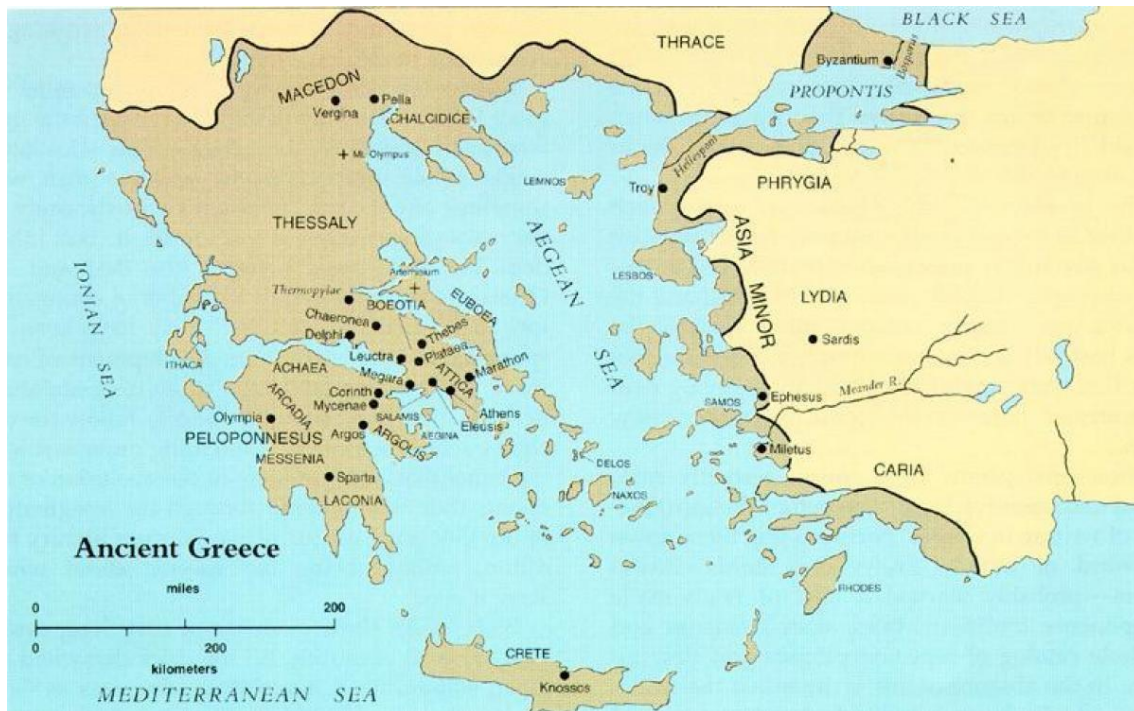 BLACK SEA
THRACE
Byzantium
Bosporus
MACEDON
PROPONTIS
Pella
Vergina
CHALCIDICE
Hellespont
Mt. Olympus
LEMNOS
PHRYGIA
Troy
THESSALY
AEGEAN
SEA
ASIA
MINOR
IONIAN
SEA
Artemisium
LESBOS
Thermopylae
BOEOTIA
EUBOEA
LYDIA
Chaeronea
Thebes
Sardis
Delphi
Plataea
Leuctra
ITHACA
ACHAEA
Megara
ATTICA
Marathon
Meander R.
Corinth
Ephesus
ARCADIA
Mycenae
SAMOS
Olympia
SALAMIS
Athens
Eleusis
PELOPONNESUS
Argos
ARGOLIS
AEGINA
Miletus
MESSENIA
DELOS
CARIA
Sparta
NAXOS
LACONIA
Ancient Greece
miles
0 200
RHODES
200
kilometers
CRETE
Knossos
MEDITERRANEAN SEA